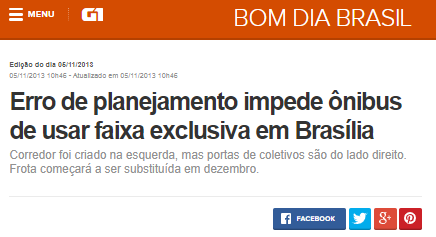 MENU G1 BOM DIA BRASIL
Edição do dia 05/11/2013
05/11/2013 10h46 - Atualizado em 05/11/2013 10h46
Erro de planejamento impede ônibus
de usar faixa exclusiva em Brasília
Corredor foi criado na esquerda, mas portas de coletivos são do lado direito.
Frota começará a ser substituída em dezembro.
FACEBOOK